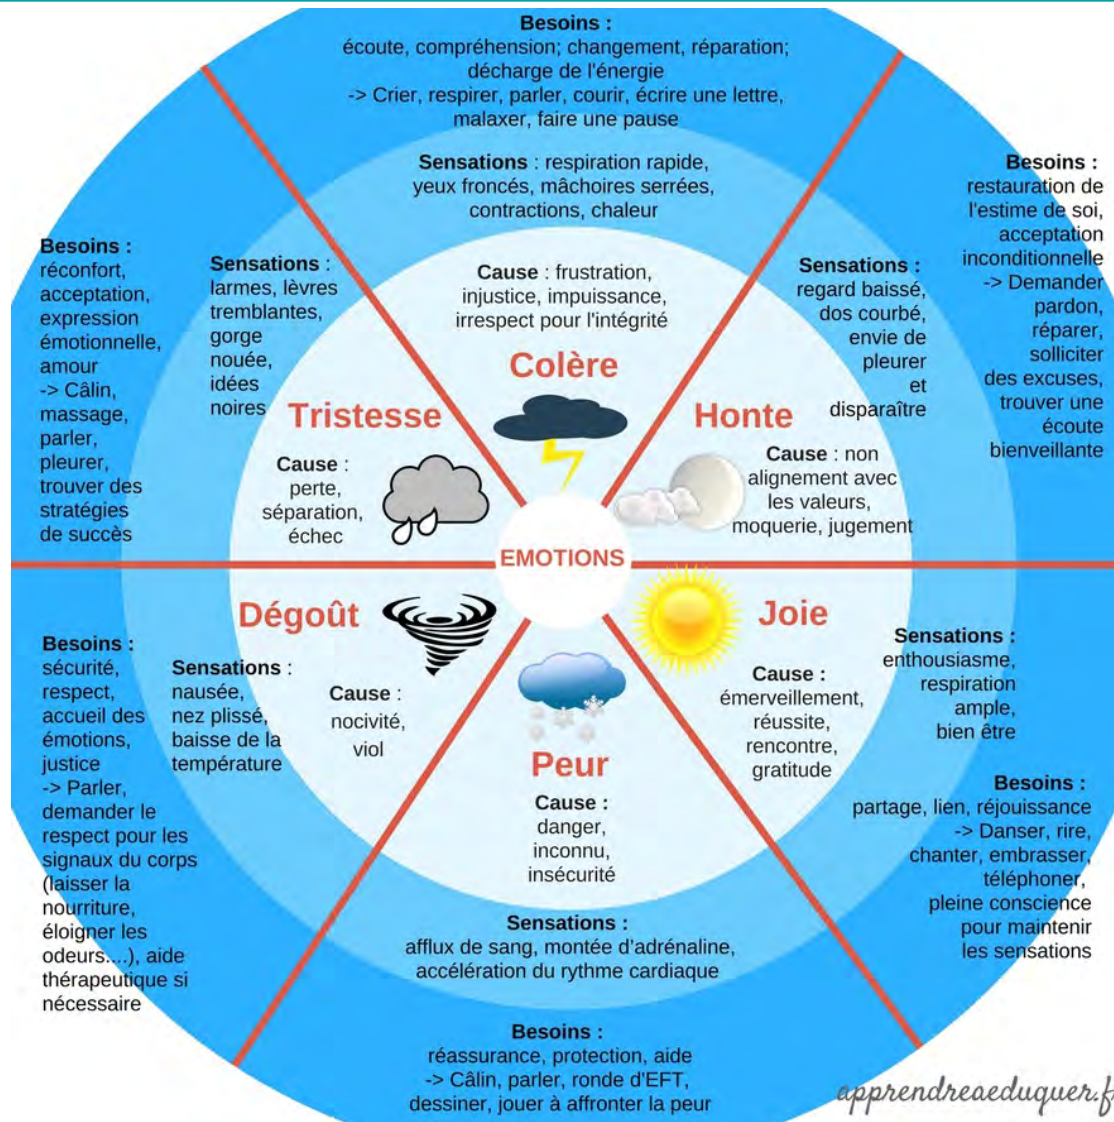 Besoins :
écoute, compréhension; changement, réparation;
décharge de l'énergie
-> Crier, respirer, parler, courir, écrire une lettre,
malaxer, faire une pause
Sensations : respiration rapide,
yeux froncés, mâchoires serrées,
contractions, chaleur
Cause : frustration,
injustice, impuissance,
irrespect pour l'intégrité
Colère
Besoins :
restauration de
l'estime de soi,
acceptation
inconditionnelle
-> Demander
pardon,
réparer,
solliciter
des excuses,
trouver une
écoute
bienveillante
Sensations :
regard baissé,
dos courbé,
envie de
pleurer
et
disparaître
Honte
Cause : non
alignement avec
les valeurs,
moquerie, jugement
Besoins :
réconfort,
acceptation,
expression
émotionnelle,
amour
-> Câlin,
massage,
parler,
pleurer,
trouver des
stratégies
de succès
Sensations :
larmes, lèvres
tremblantes,
gorge
nouée,
idées
noires
Tristesse
Cause :
perte,
séparation,
échec
EMOTIONS
Dégoût
Cause :
nocivité,
viol
Sensations :
nausée,
nez plissé,
baisse de la
température
Besoins :
sécurité,
respect,
accueil des
émotions,
justice
-> Parler,
demander le
respect pour les
signaux du corps
(laisser la
nourriture,
éloigner les
odeurs....), aide
thérapeutique si
nécessaire
Peur
Cause :
danger,
inconnu,
insécurité
Sensations :
afflux de sang, montée d'adrénaline,
accélération du rythme cardiaque
Besoins :
réassurance, protection, aide
-> Câlin, parler, ronde d'EFT,
dessiner, jouer à affronter la peur
Joie
Cause :
émerveillement,
réussite,
rencontre,
gratitude
Sensations :
enthousiasme,
respiration
ample,
bien être
Besoins :
partage, lien, réjouissance
-> Danser, rire,
chanter, embrasser,
téléphoner,
pleine conscience
pour maintenir
les sensations
apprendreaeduquer.f